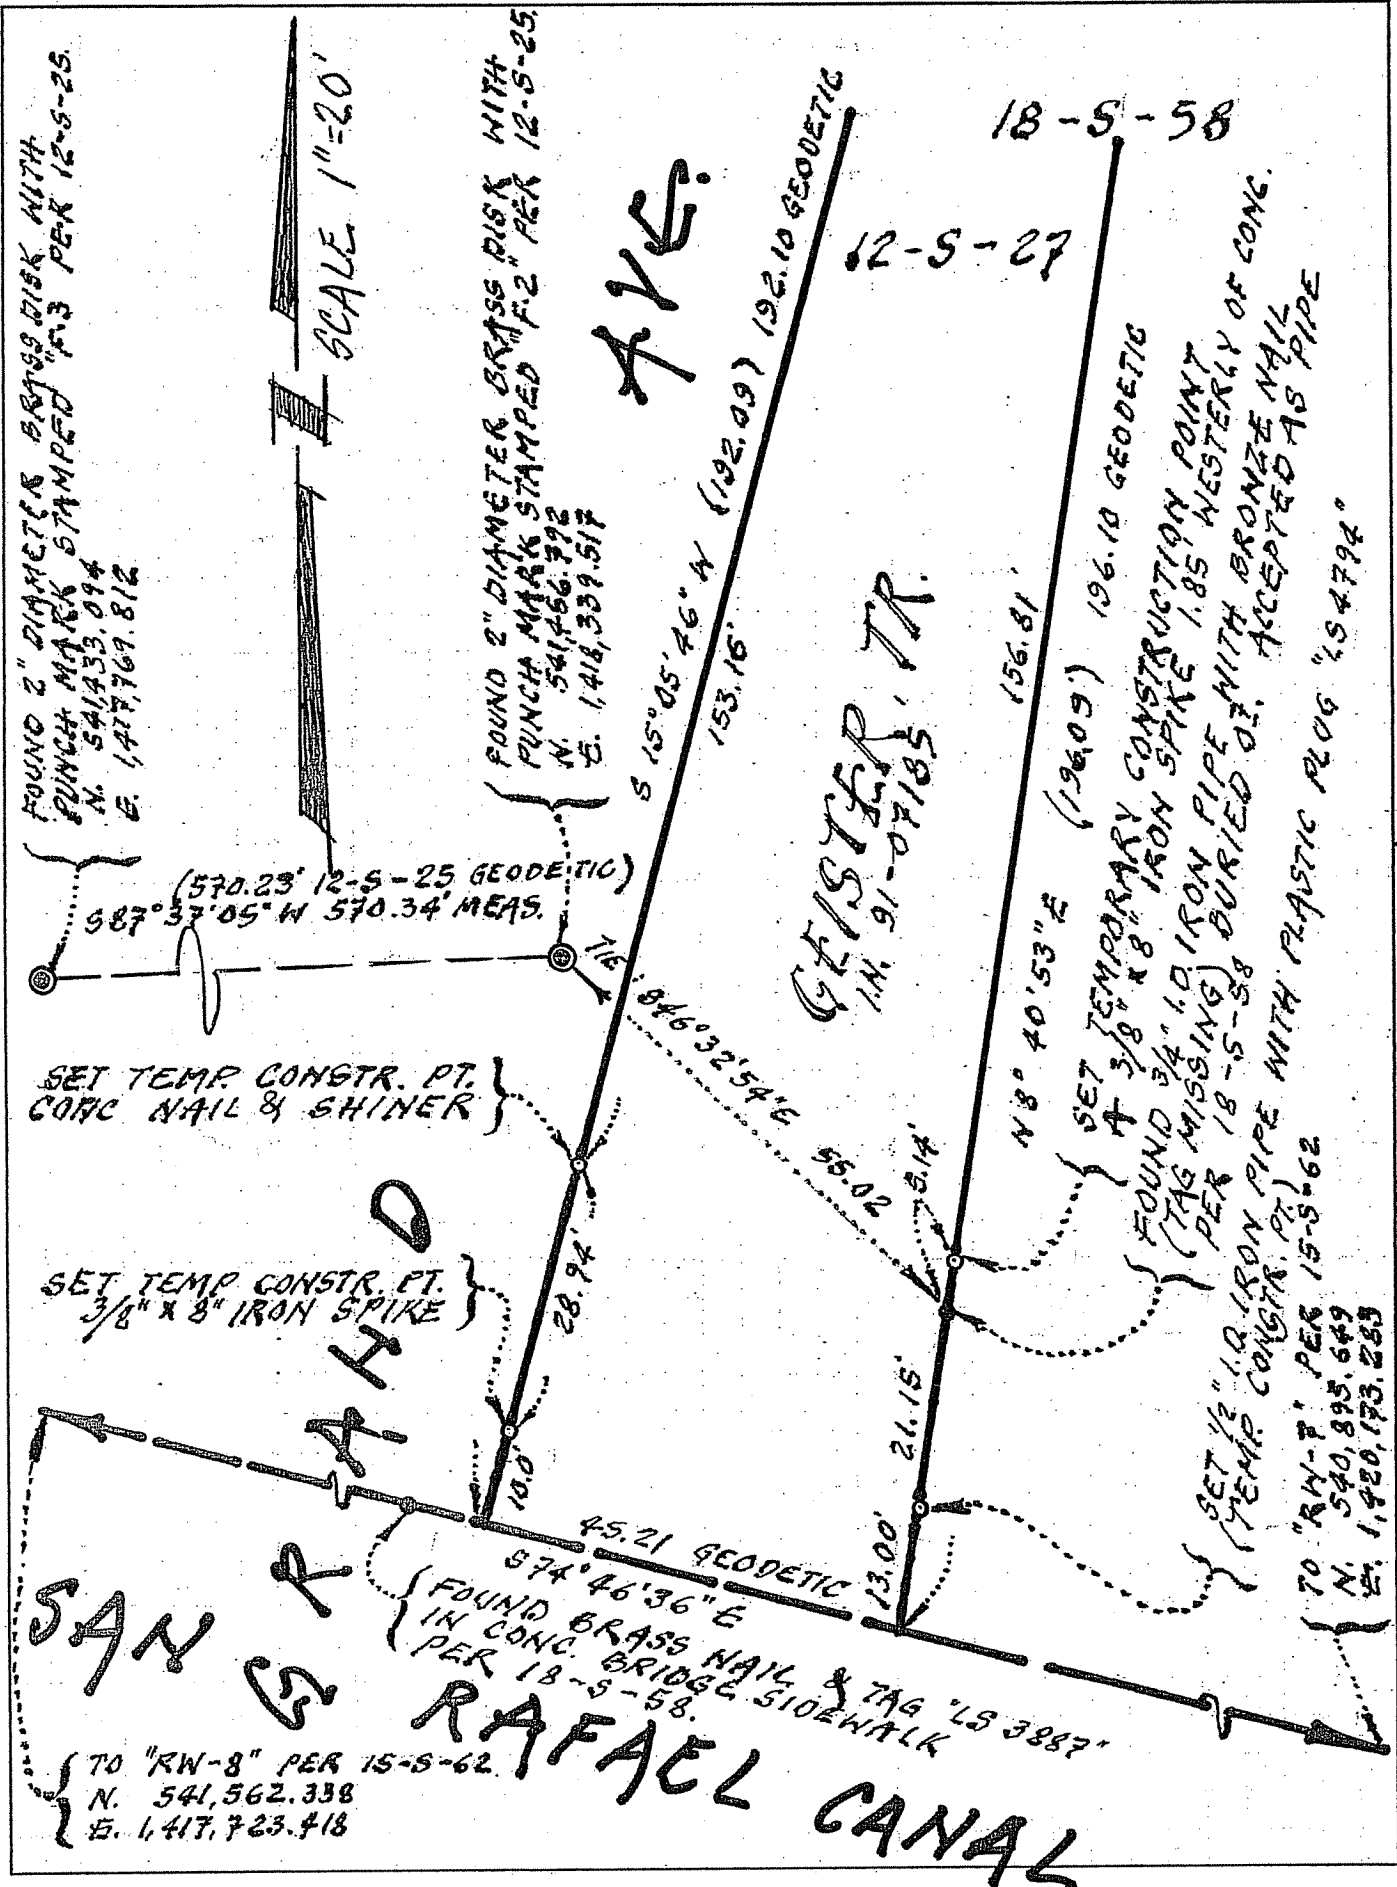 FOUND 2" DIAMETER BRASS DISK WITH
PUNCH MARK STAMPED "F-3 PER 12-S-25.
N. 541,433.094
E. 1,417,769.812
SCALE 1"=20'
FOUND 2" DIAMETER BRASS DISK WITH
PUNCH MARK STAMPED "F-2" PER 12-S-25.
N. 541,456.792
E. 1,418,339.517
(570.23' 12-S-25 GEODETIC)
S87°37'05" W 570.34' MEAS.
GRAND AVE.
S 15°05'46" W (192.09) 192.10 GEODETIC
153.16'
18-S-58
12-S-27
GEISTER, TR.
I.N. 91-07185
156.81'
N 8° 40'53" E (196.09') 196.10 GEODETIC
TIE
S46°32'54"E 55.02
5.14'
SET TEMP. CONSTR. PT.
CONC NAIL & SHINER
SET TEMP. CONSTR. PT.
3/8" X 8" IRON SPIKE
28.94'
10.0'
21.15'
13.00'
45.21 GEODETIC
S74°46'36"E
SET TEMPORARY CONSTRUCTION POINT
A 3/8" X 8" IRON SPIKE 1.85' WESTERLY OF CONC.
FOUND 3/4" I.D. IRON PIPE WITH BRONZE NAIL
(TAG MISSING) BURIED 0.7. ACCEPTED AS PIPE
PER 18-S-58
SET 1/2" I.D. IRON PIPE WITH PLASTIC PLUG "LS4794"
(TEMP. CONSTR. PT.)
TO "RW-7" PER 15-S-62
N. 540,895.649
E. 1,420,173.283
FOUND BRASS NAIL & TAG "LS 3887"
IN CONC. BRIDGE SIDEWALK
PER 18-S-58.
TO "RW-8" PER 15-S-62
N. 541,562.338
E. 1,417,723.418
SAN RAFAEL CANAL